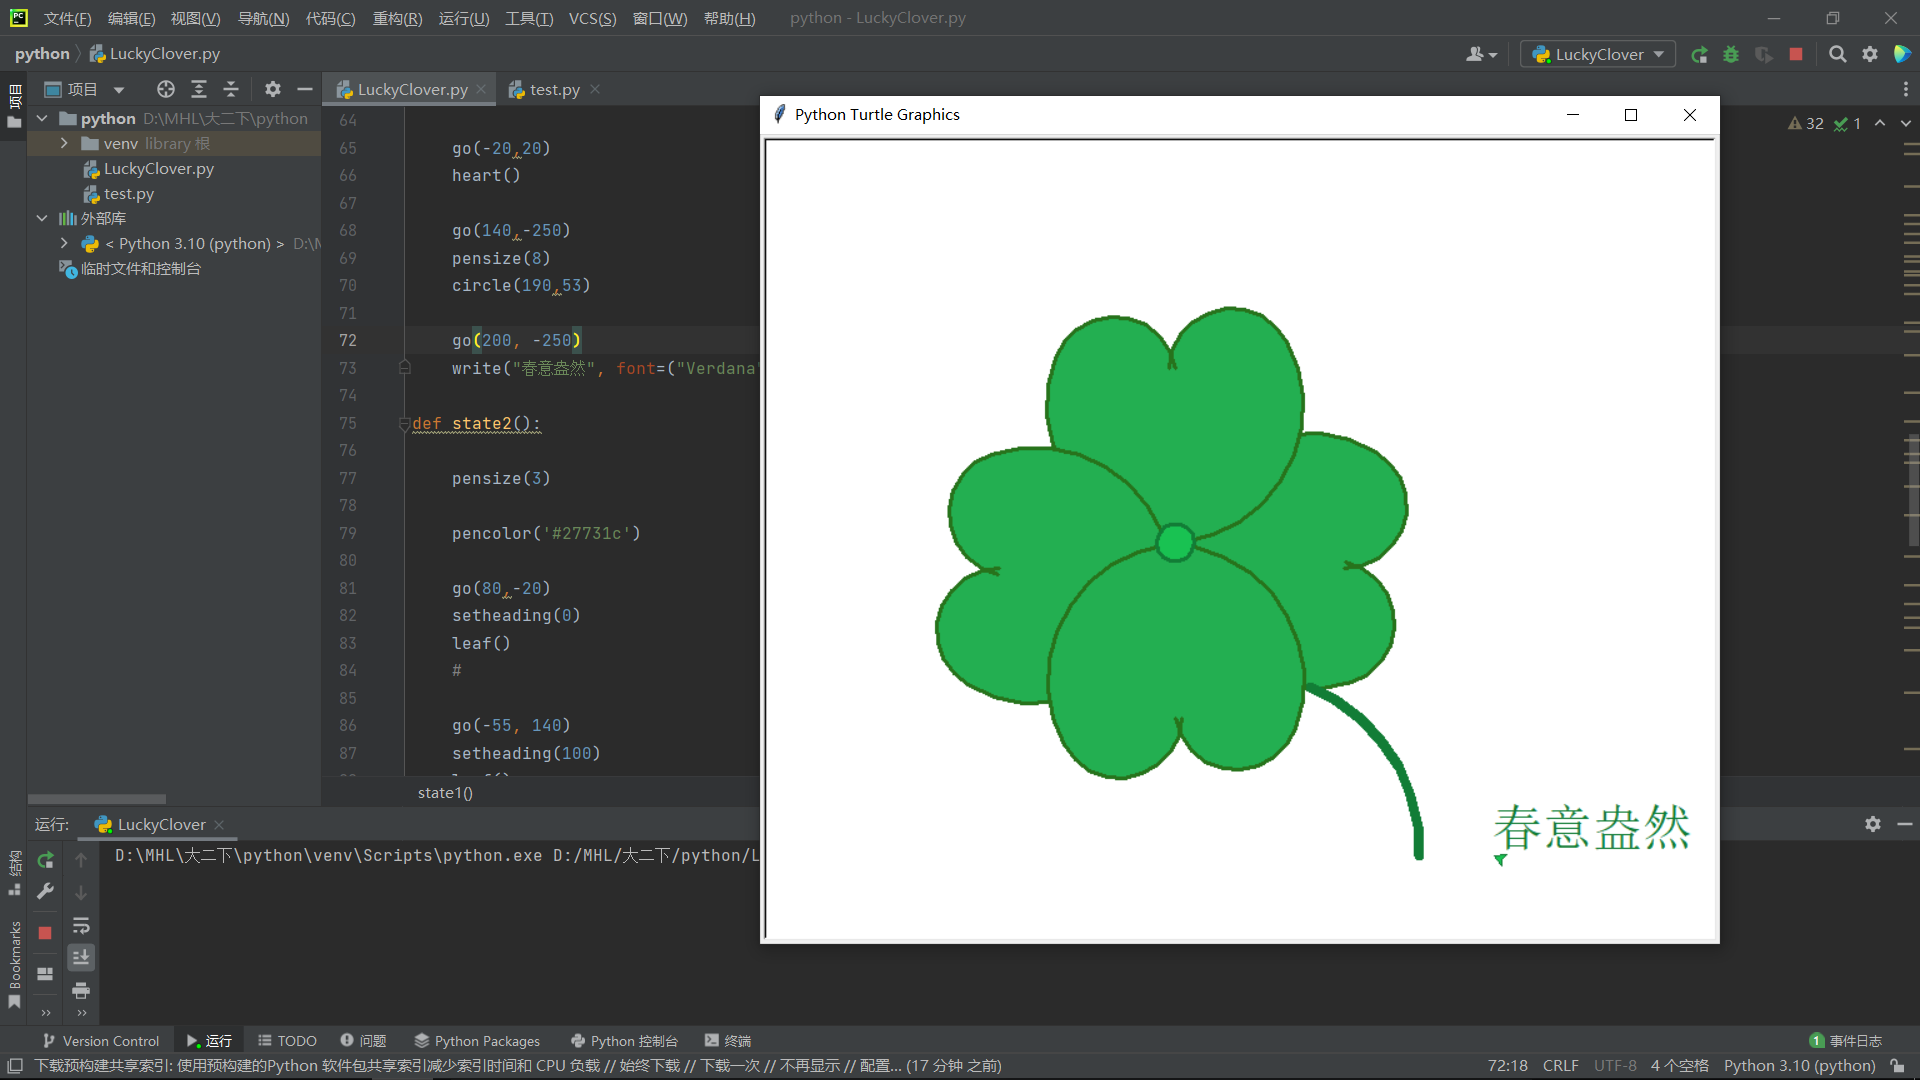 文件(F) 编辑(E) 视图(V) 导航(N) 代码(C) 重构(R) 运行(U) 工具(T) VCS(S) 窗口(W) 帮助(H) python - LuckyClover.py
python LuckyClover.py
LuckyClover
项目
LuckyClover.py
test.py
项目
python D:\MHL\大二下\python
venv library 根
LuckyClover.py
test.py
外部库
< Python 3.10 (python) > D:\M
临时文件和控制台
64
65 go(-20,20)
66 heart()
67
68 go(140,-250)
69 pensize(8)
70 circle(190,53)
71
72 go(200, -250)
73 write("春意盎然", font=("Verdana"
74
75 def state2():
76
77 pensize(3)
78
79 pencolor('#27731c')
80
81 go(80,-20)
82 setheading(0)
83 leaf()
84 #
85
86 go(-55, 140)
87 setheading(100)
state1()
32 1
Python Turtle Graphics
春意盎然
运行: LuckyClover
D:\MHL\大二下\python\venv\Scripts\python.exe D:/MHL/大二下/python/L
结构
Bookmarks
Version Control 运行 TODO 问题 Python Packages Python 控制台 终端 1 事件日志
下载预构建共享索引: 使用预构建的Python 软件包共享索引减少索引时间和 CPU 负载 // 始终下载 // 下载一次 // 不再显示 // 配置... (17 分钟 之前) 72:18 CRLF UTF-8 4 个空格 Python 3.10 (python)